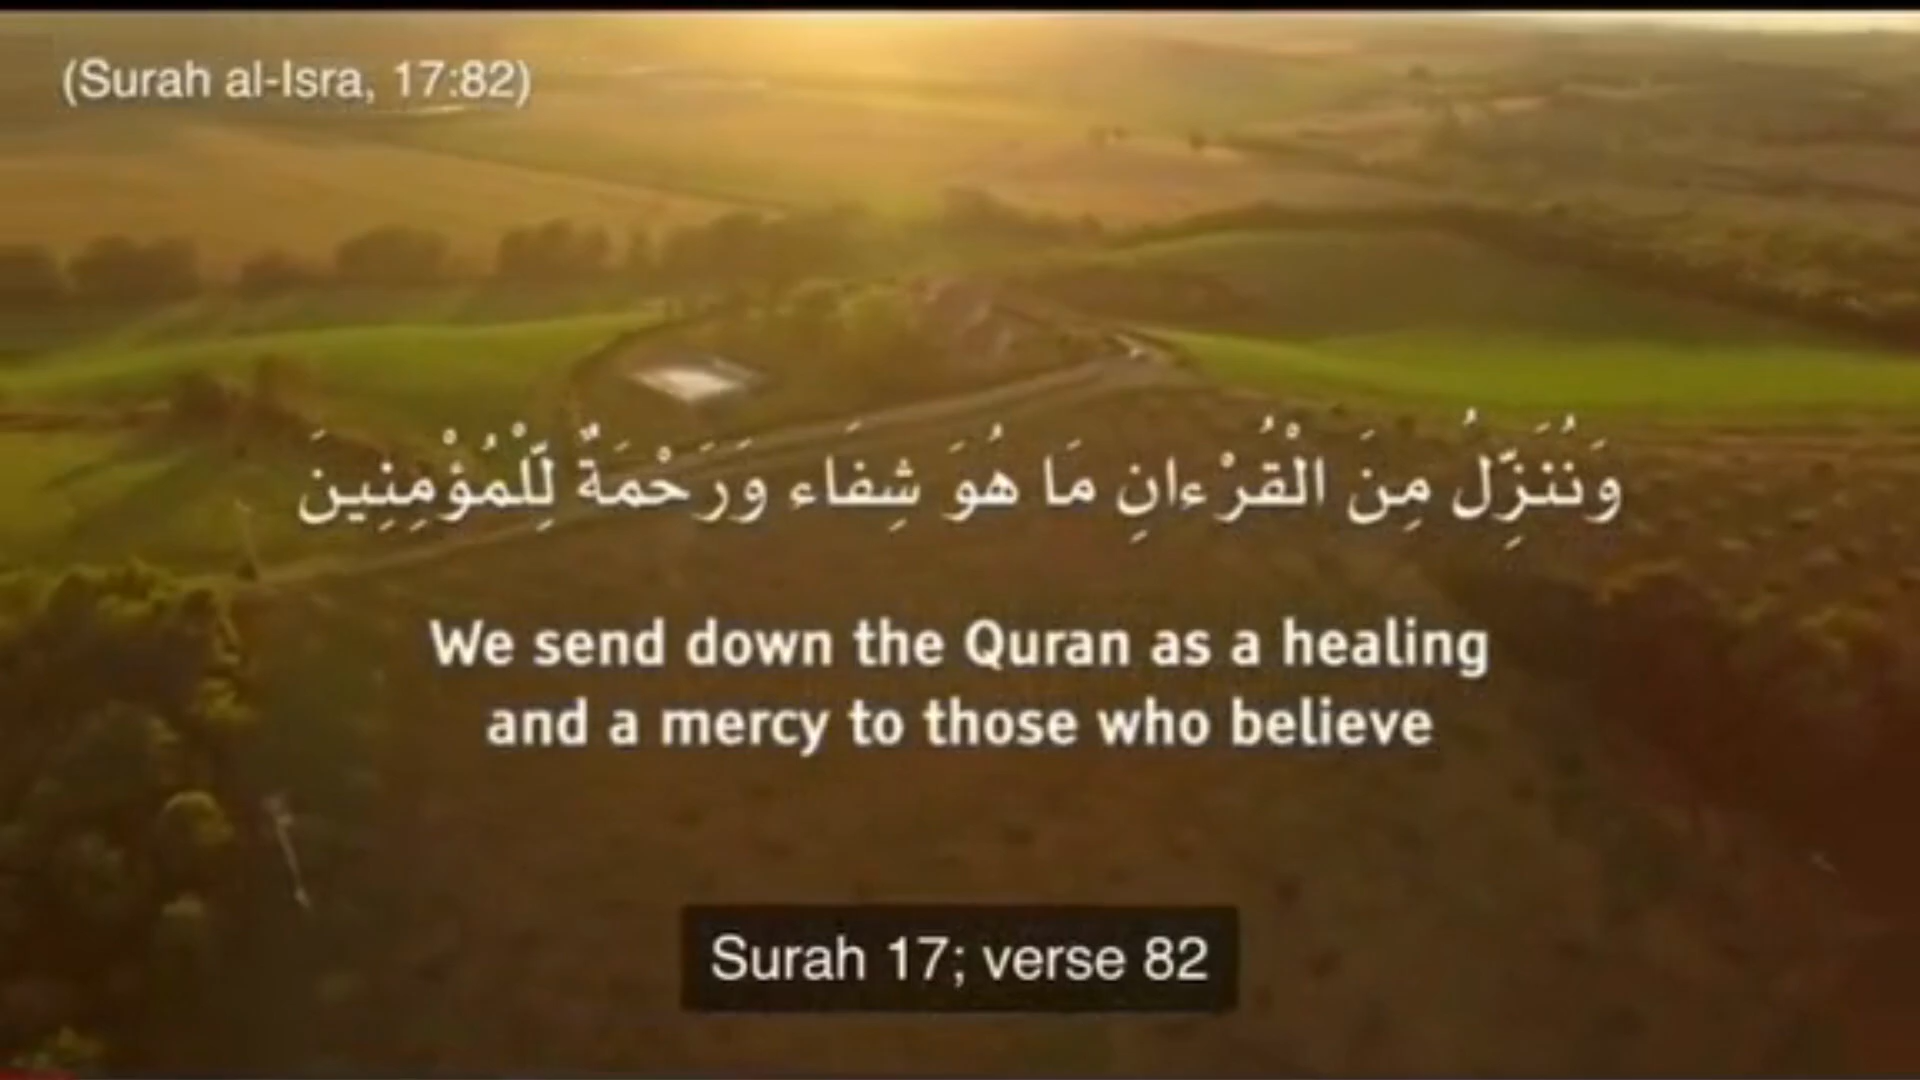 (Surah al-Isra, 17:82)
وَنُنَزِّلُ مِنَ الْقُرْءانِ مَا هُوَ شِفَاء وَرَحْمَةٌ لِّلْمُؤْمِنِينَ
We send down the Quran as a healing
and a mercy to those who believe
Surah 17; verse 82